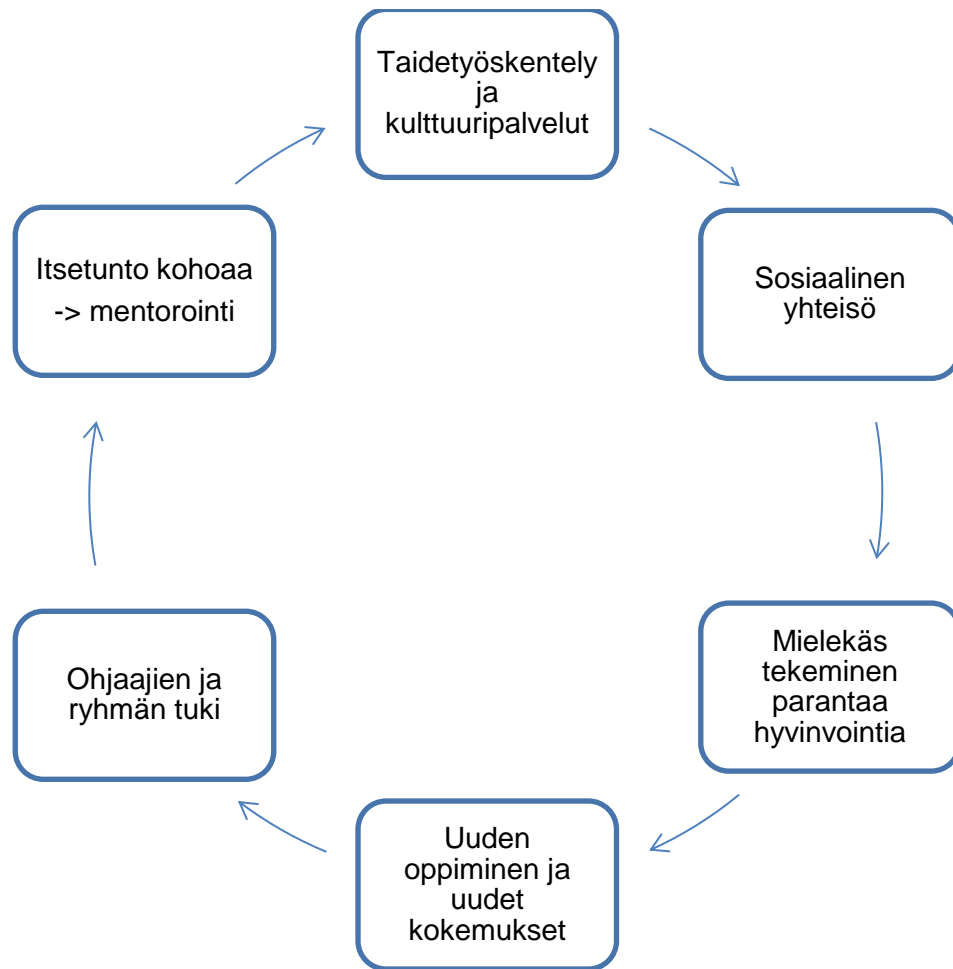 Taidetyöskentely
ja
kulttuuripalvelut
Sosiaalinen
yhteisö
Mielekäs
tekeminen
parantaa
hyvinvointia
Uuden
oppiminen ja
uudet
kokemukset
Ohjaajien ja
ryhmän tuki
Itsetunto kohoaa
-> mentorointi